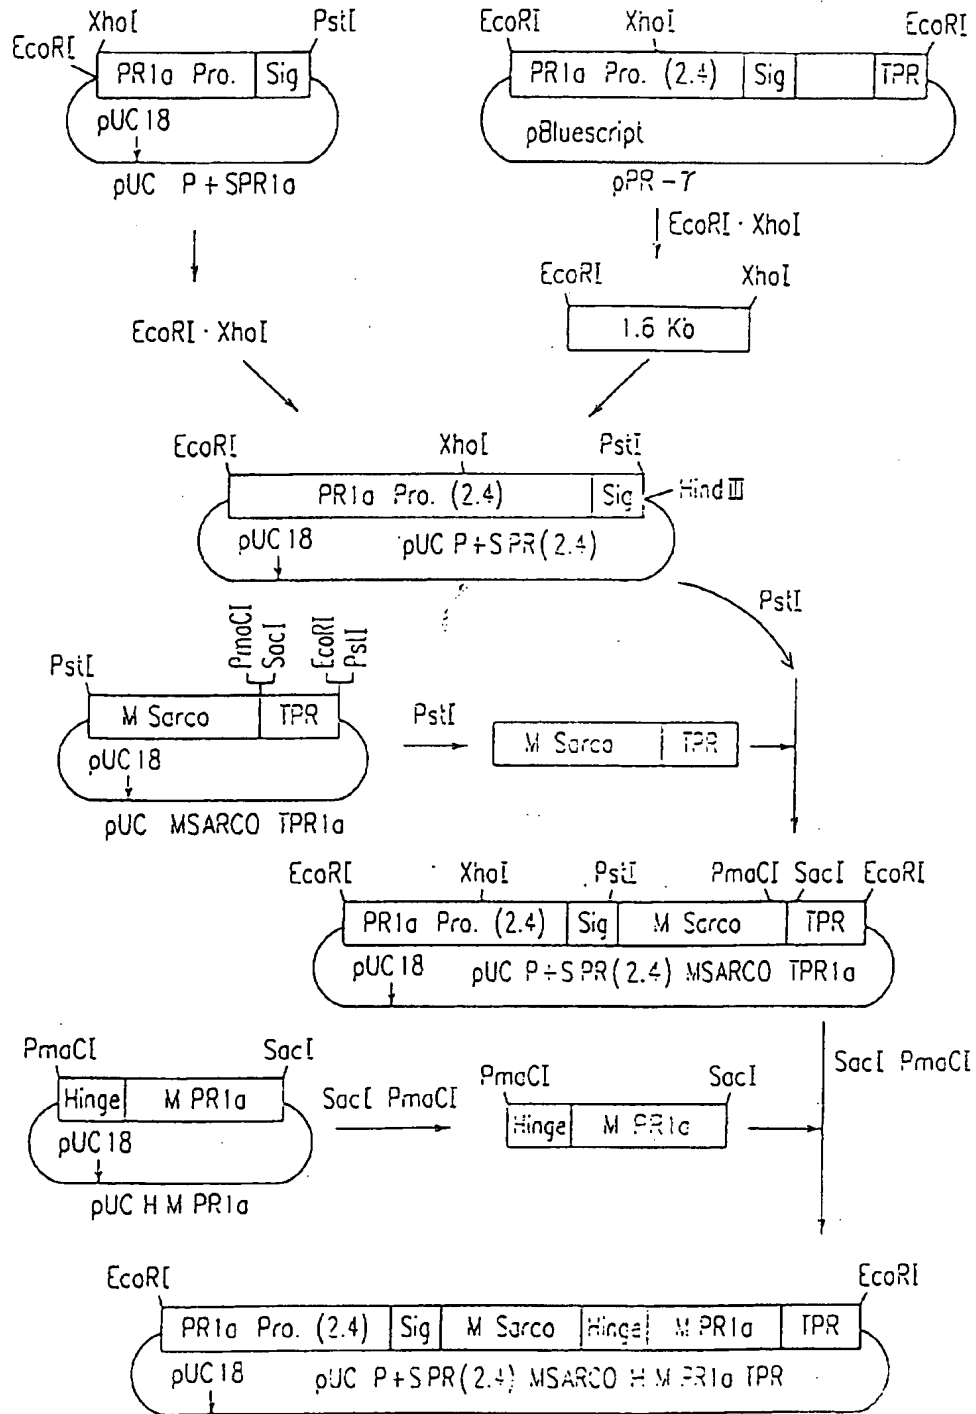 XhoI PstI
EcoRI
PR1a Pro. Sig
pUC18
pUC P+SPR1a
EcoRI XhoI EcoRI
PR1a Pro. (2.4) Sig TPR
pBluescript
pPR-γ
EcoRI·XhoI
EcoRI XhoI
1.6 Kb
EcoRI·XhoI
EcoRI XhoI PstI
PR1a Pro. (2.4) Sig HindIII
pUC18 pUC P+SPR(2.4)
PstI
PstI PmaCI SacI EcoRI PstI
M Sarco TPR
pUC18
pUC MSARCO TPR1a
PstI
M Sarco TPR
EcoRI XhoI PstI PmaCI SacI EcoRI
PR1a Pro. (2.4) Sig M Sarco TPR
pUC18 pUC P+SPR(2.4) MSARCO TPR1a
PmaCI SacI
Hinge M PR1a
pUC18
pUC H M PR1a
SacI PmaCI
PmaCI SacI
Hinge M PR1a
SacI PmaCI
EcoRI EcoRI
PR1a Pro. (2.4) Sig M Sarco Hinge M PR1a TPR
pUC18 pUC P+SPR(2.4) MSARCO H M PR1a TPR